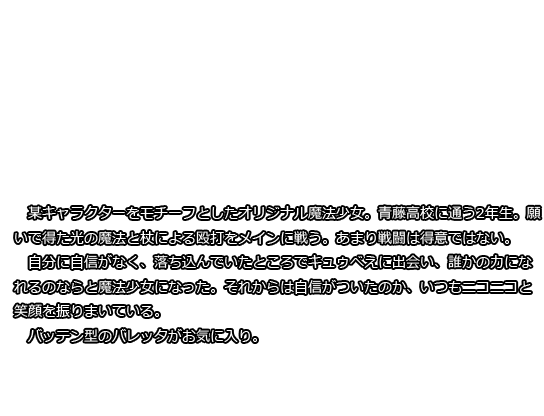 某キャラクターをモチーフとしたオリジナル魔法少女。青藤高校に通う2年生。願
いで得た光の魔法と杖による殴打をメインに戦う。あまり戦闘は得意ではない。
　自分に自信がなく、落ち込んでいたところでキュゥべえに出会い、誰かの力にな
れるのならと魔法少女になった。それからは自信がついたのか、いつもニコニコと
笑顔を振りまいている。
　バッテン型のバレッタがお気に入り。